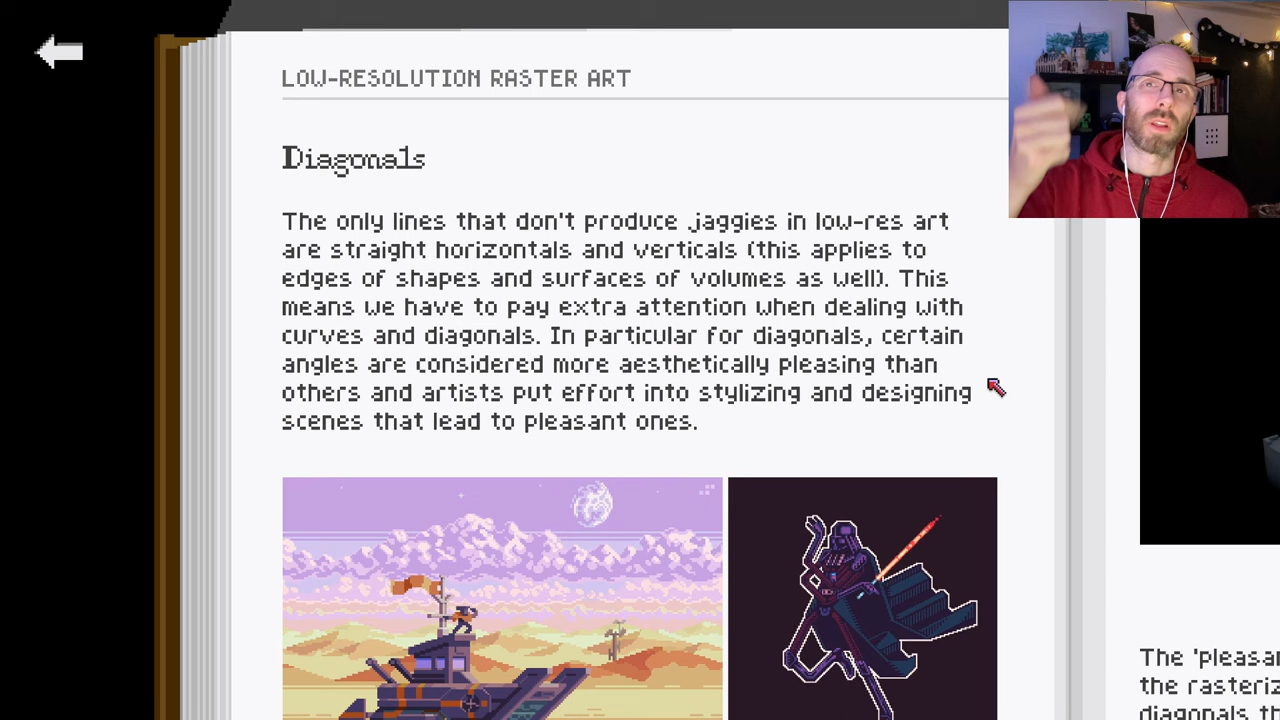 LOW-RESOLUTION RASTER ART
Diagonals
The only lines that don't produce jaggies in low-res art
are straight horizontals and verticals (this applies to
edges of shapes and surfaces of volumes as well). This
means we have to pay extra attention when dealing with
curves and diagonals. In particular for diagonals, certain
angles are considered more aesthetically pleasing than
others and artists put effort into stylizing and designing
scenes that lead to pleasant ones.
The 'pleasan
the rasteriz
diagonals th